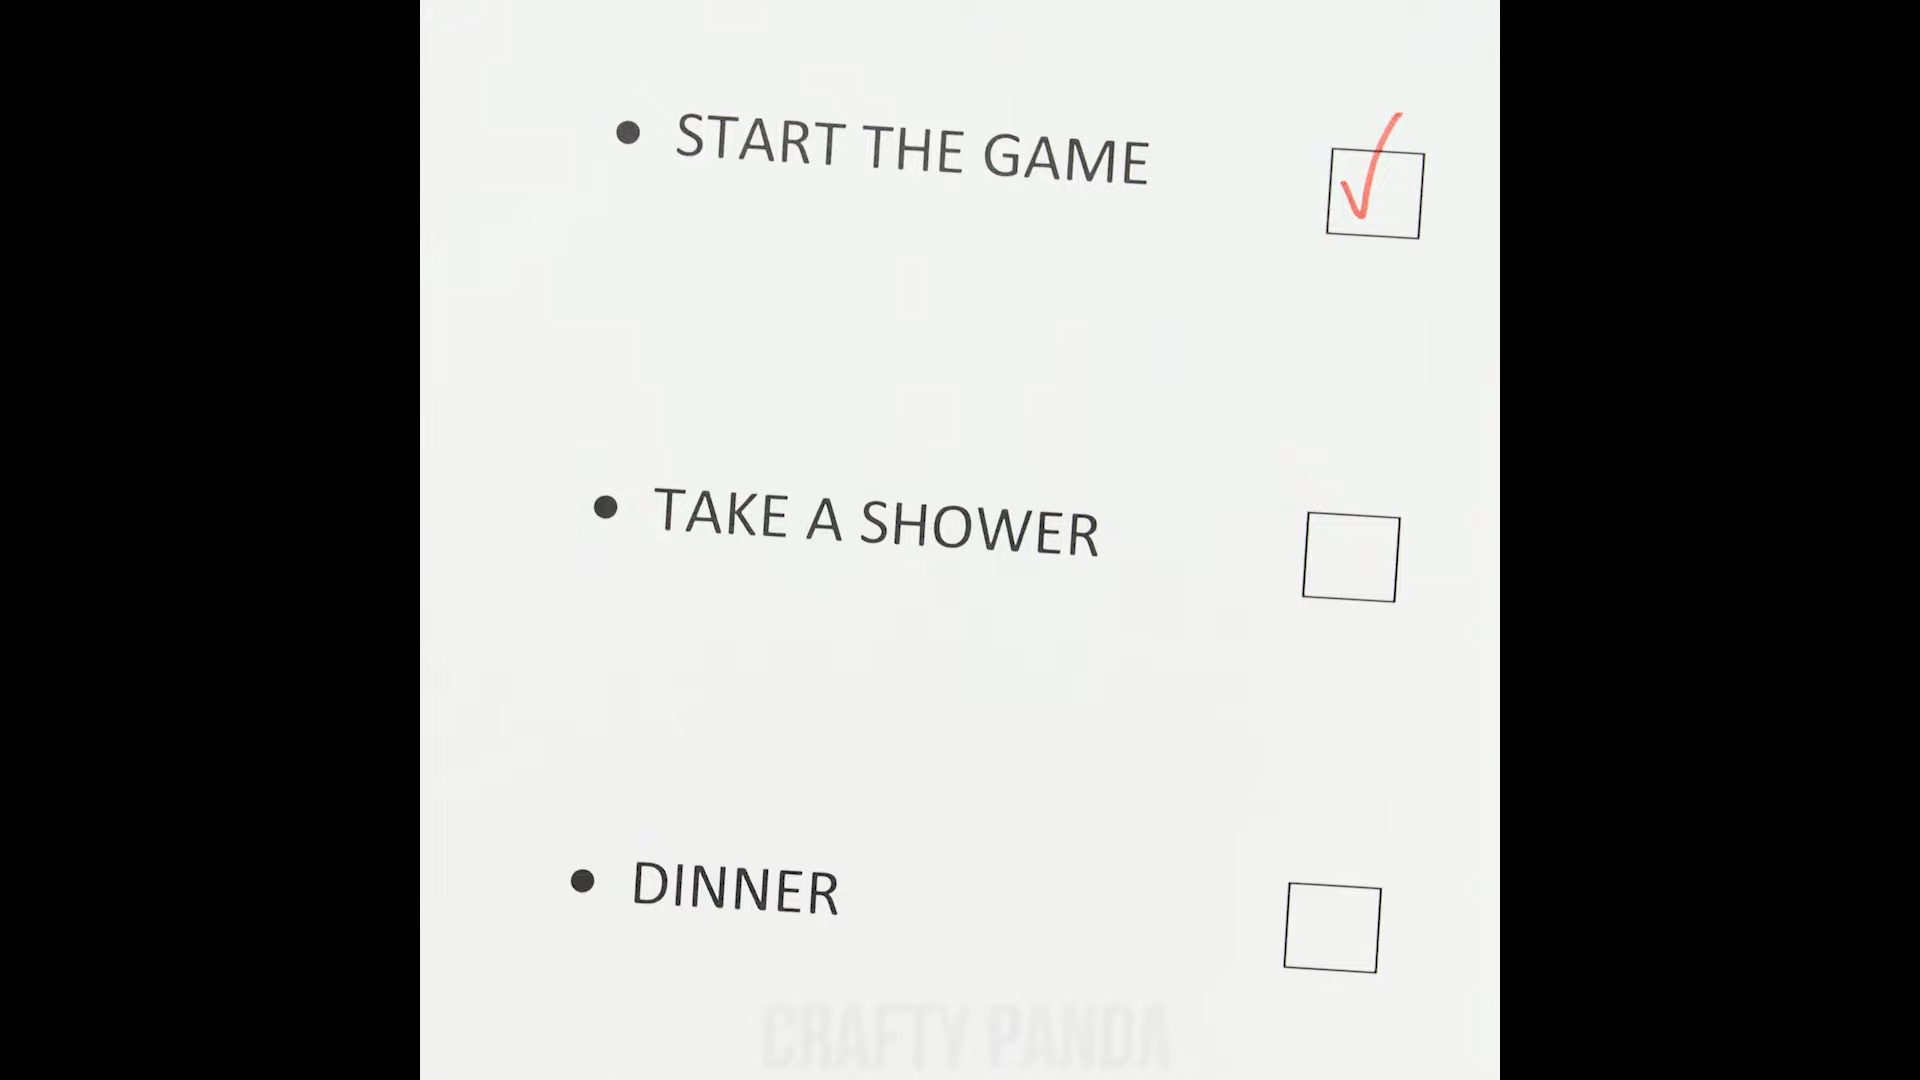 • START THE GAME ✓
• TAKE A SHOWER
• DINNER
CRAFTY PANDA